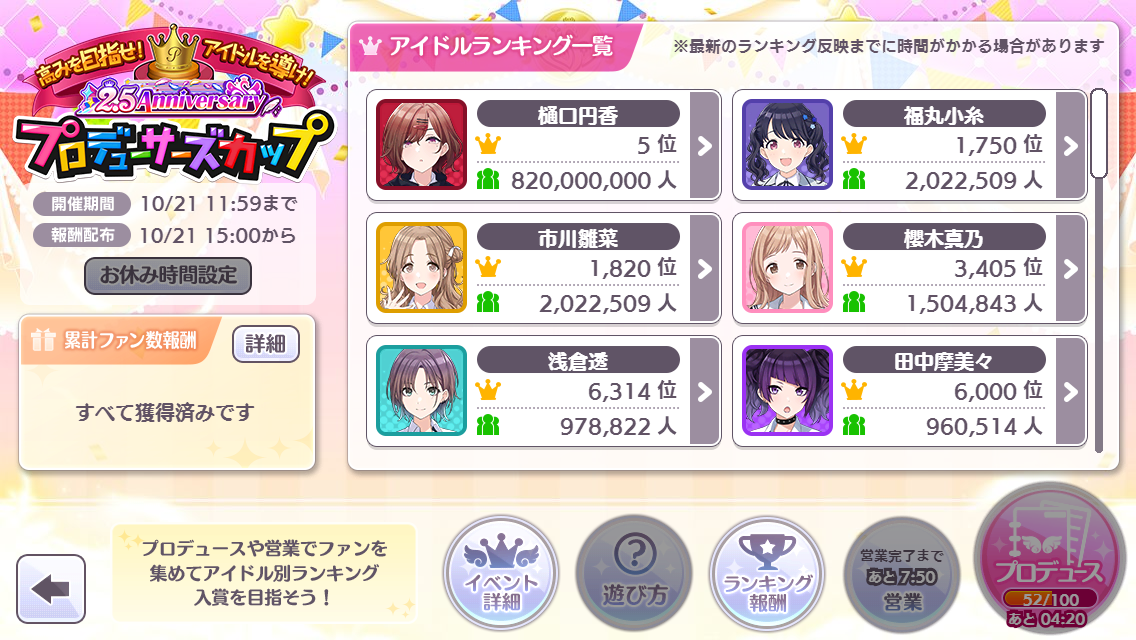 高みを目指せ! アイドルを導け!
P
2.5 Anniversary
プロデューサーズカップ
開催期間 10/21 11:59まで
報酬配布 10/21 15:00から
お休み時間設定
累計ファン数報酬 詳細
すべて獲得済みです
アイドルランキング一覧
※最新のランキング反映までに時間がかかる場合があります
樋口円香
5 位
820,000,000 人
福丸小糸
1,750 位
2,022,509 人
市川雛菜
1,820 位
2,022,509 人
櫻木真乃
3,405 位
1,504,843 人
浅倉透
6,314 位
978,822 人
田中摩美々
6,000 位
960,514 人
プロデュースや営業でファンを
集めてアイドル別ランキング
入賞を目指そう!
イベント
詳細
?
遊び方
ランキング
報酬
営業完了まで
あと7:50
営業
プロデュース
52/100
あと 04:20